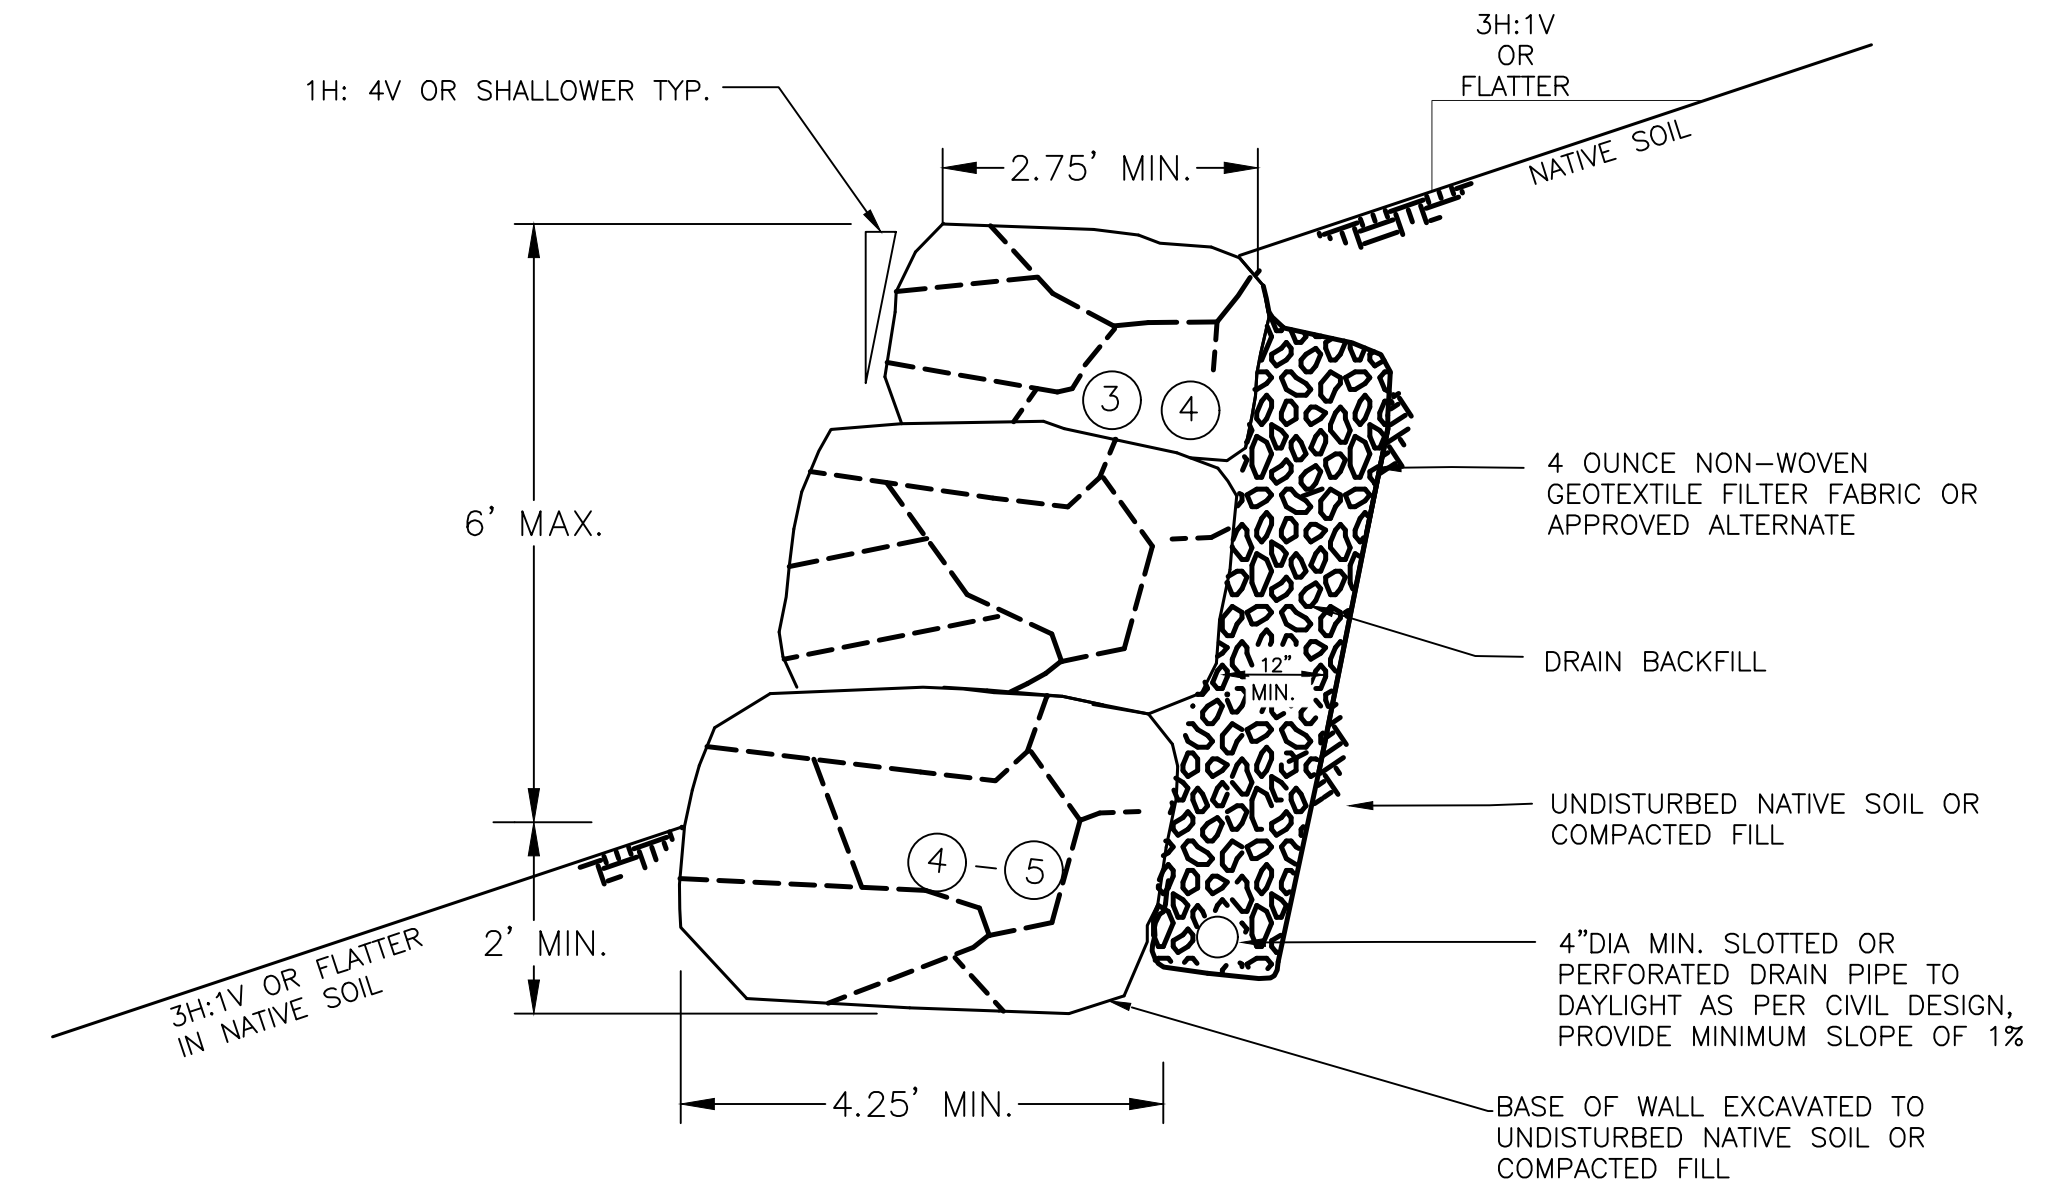 3H:1V
OR
FLATTER
1H: 4V OR SHALLOWER TYP.
NATIVE SOIL
2.75' MIN.
3 4
6' MAX.
4 OUNCE NON-WOVEN
GEOTEXTILE FILTER FABRIC OR
APPROVED ALTERNATE
12"
MIN.
DRAIN BACKFILL
UNDISTURBED NATIVE SOIL OR
COMPACTED FILL
4 - 5
2' MIN.
3H:1V OR FLATTER
IN NATIVE SOIL
4"DIA MIN. SLOTTED OR
PERFORATED DRAIN PIPE TO
DAYLIGHT AS PER CIVIL DESIGN,
PROVIDE MINIMUM SLOPE OF 1%
4.25' MIN.
BASE OF WALL EXCAVATED TO
UNDISTURBED NATIVE SOIL OR
COMPACTED FILL